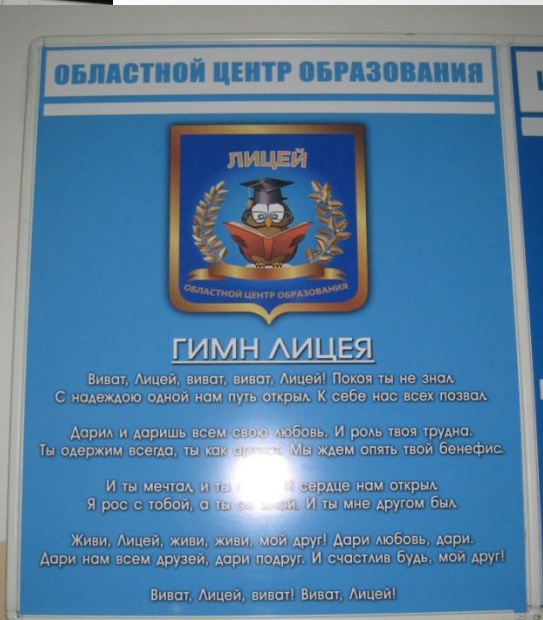 ОБЛАСТНОЙ ЦЕНТР ОБРАЗОВАНИЯ
ЛИЦЕЙ
ОБЛАСТНОЙ ЦЕНТР ОБРАЗОВАНИЯ
ГИМН ЛИЦЕЯ
Виват, Лицей, виват, виват, Лицей! Покоя ты не знал.
С надеждою одной нам путь открыл. К себе нас всех позвал.
Дарил и даришь всем свою любовь. И роль твоя трудна.
Ты одержим всегда, ты как Мы ждем опять твой бенефис.
И ты мечтал, и ты сердце нам открыл.
Я рос с тобой, а ты И ты мне другом был.
Живи, Лицей, живи, живи, мой друг! Дари любовь, дари.
Дари нам всем друзей, дари подруг. И счастлив будь, мой друг!
Виват, Лицей, виват! Виват, Лицей!